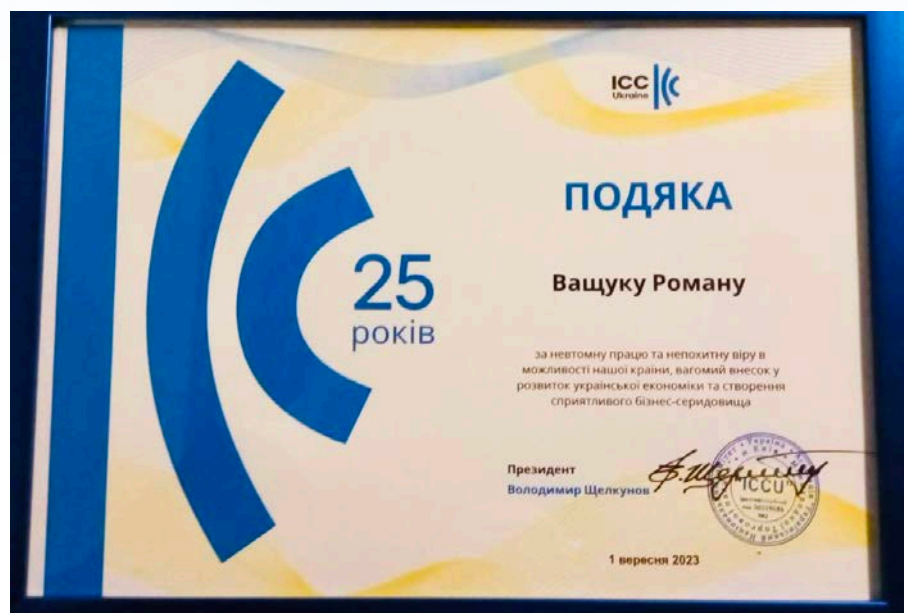 ICC
Ukraine
ПОДЯКА
25
років
Ващуку Роману
за невтомну працю та непохитну віру в
можливості нашої країни, вагомий внесок у
розвиток української економіки та створення
сприятливого бізнес-серидовища
Президент
Володимир Щелкунов
ICCU
1 вересня 2023